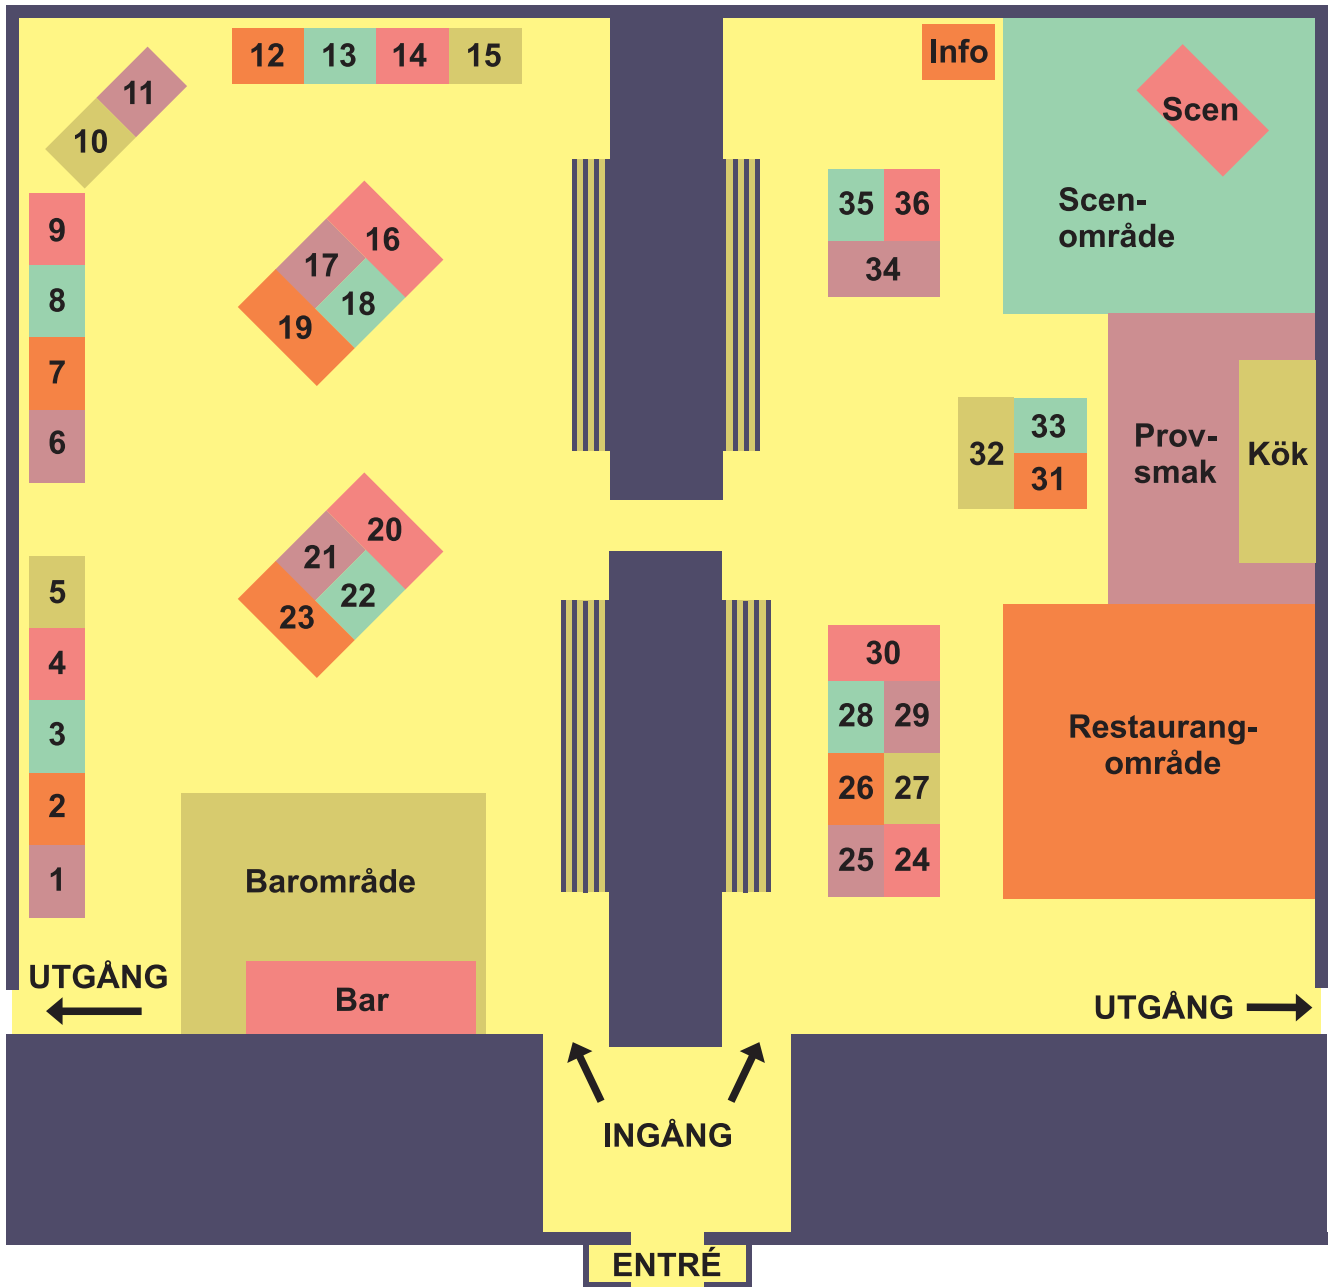 12 13 14 15
11
10
9
8
7
6
5
4
3
2
1
16
17
18
19
20
21
22
23
Barområde
Bar
UTGÅNG
Info
Scen
Scen-
område
35 36
34
33
32
31
Prov-
smak
Kök
30
28 29
26 27
25 24
Restaurang-
område
UTGÅNG
INGÅNG
ENTRÉ